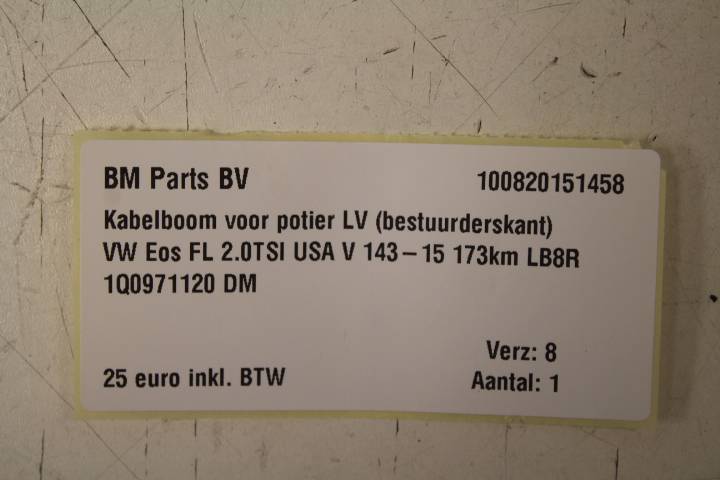 BM Parts BV 100820151458
Kabelboom voor potier LV (bestuurderskant)
VW Eos FL 2.0TSI USA V 143-15 173km LB8R
1Q0971120 DM
Verz: 8
25 euro inkl. BTW Aantal: 1